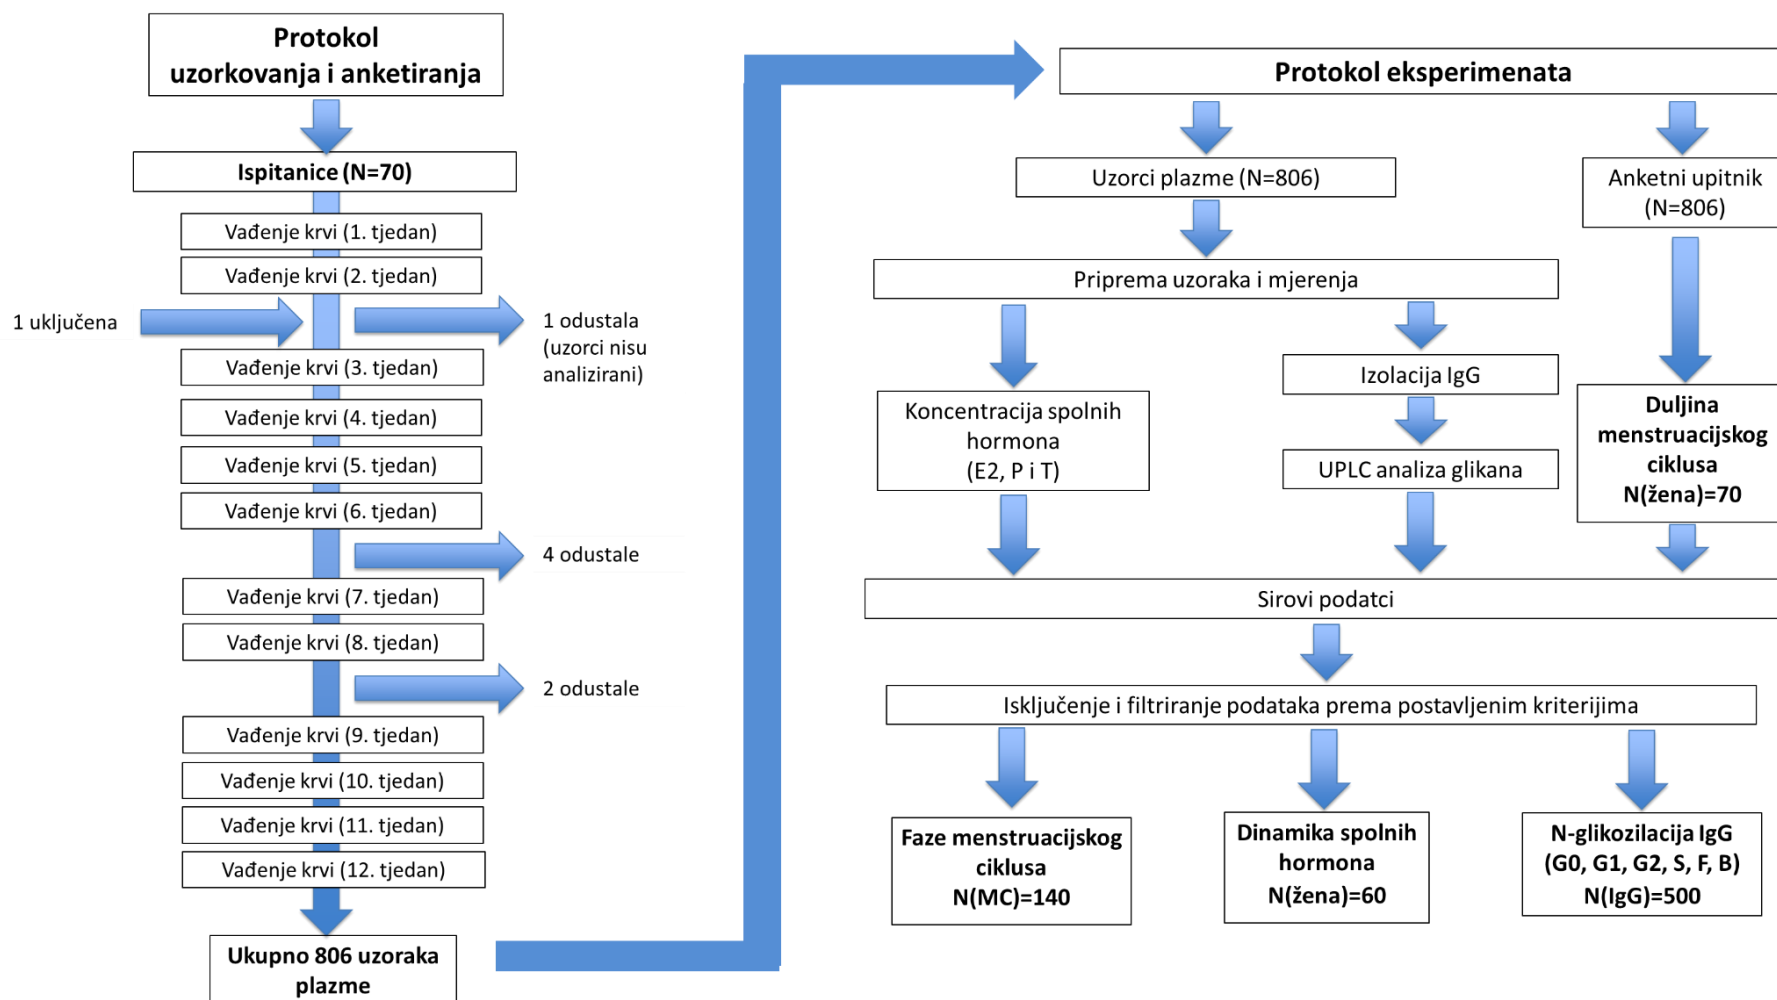 Protokol
uzorkovanja i anketiranja
Ispitanice (N=70)
Vađenje krvi (1. tjedan)
Vađenje krvi (2. tjedan)
1 uključena
1 odustala
(uzorci nisu
analizirani)
Vađenje krvi (3. tjedan)
Vađenje krvi (4. tjedan)
Vađenje krvi (5. tjedan)
Vađenje krvi (6. tjedan)
4 odustale
Vađenje krvi (7. tjedan)
Vađenje krvi (8. tjedan)
2 odustale
Vađenje krvi (9. tjedan)
Vađenje krvi (10. tjedan)
Vađenje krvi (11. tjedan)
Vađenje krvi (12. tjedan)
Ukupno 806 uzoraka
plazme
Protokol eksperimenata
Uzorci plazme (N=806)
Anketni upitnik
(N=806)
Priprema uzoraka i mjerenja
Koncentracija spolnih
hormona
(E2, P i T)
Izolacija IgG
UPLC analiza glikana
Duljina
menstruacijskog
ciklusa
N(žena)=70
Sirovi podatci
Isključenje i filtriranje podataka prema postavljenim kriterijima
Faze menstruacijskog
ciklusa
N(MC)=140
Dinamika spolnih
hormona
N(žena)=60
N-glikozilacija IgG
(G0, G1, G2, S, F, B)
N(IgG)=500